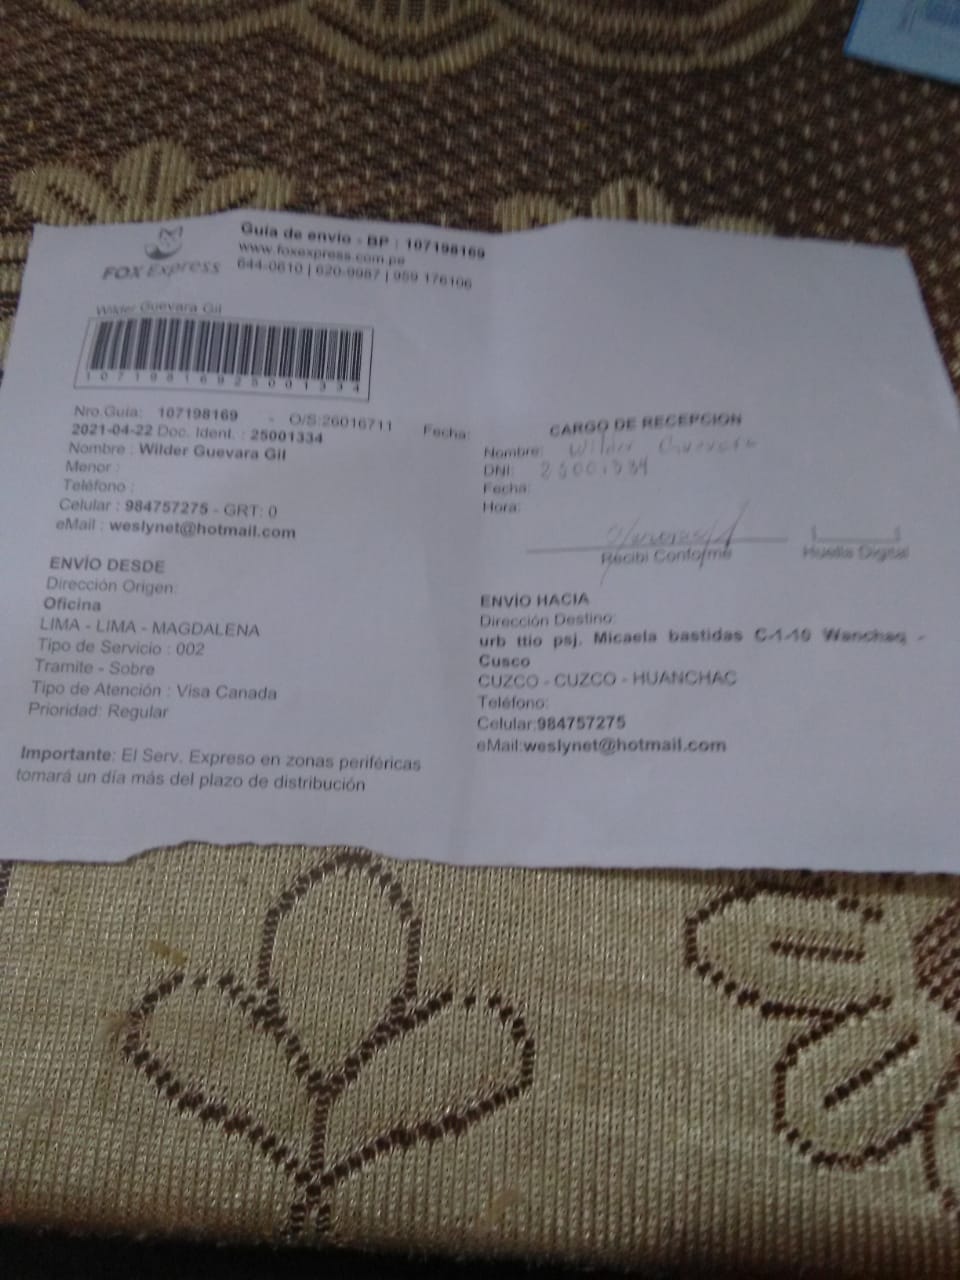 FOX Express
Guía de envío - BP : 107198169
www.foxexpress.com.pe
644-0610 | 620-9987 | 959 176106
Wilder Guevara Gil
10719816925001334
Nro.Guia: 107198169 - O/S:26016711 Fecha:
2021-04-22 Doc. Ident. : 25001334
Nombre : Wilder Guevara Gil
Menor :
Teléfono :
Celular : 984757275 - GRT: 0
eMail : weslynet@hotmail.com
ENVÍO DESDE
Dirección Origen:
Oficina
LIMA - LIMA - MAGDALENA
Tipo de Servicio : 002
Tramite - Sobre
Tipo de Atención : Visa Canada
Prioridad: Regular
Importante: El Serv. Expreso en zonas periféricas
tomará un día más del plazo de distribución
CARGO DE RECEPCION
Nombre: Wilder Guevara
DNI: 25001334
Fecha:
Hora:
Recibi Conforme
Huella Digital
ENVÍO HACIA
Dirección Destino:
urb ttio psj. Micaela bastidas C-1-10 Wanchaq -
Cusco
CUZCO - CUZCO - HUANCHAC
Teléfono:
Celular:984757275
eMail:weslynet@hotmail.com